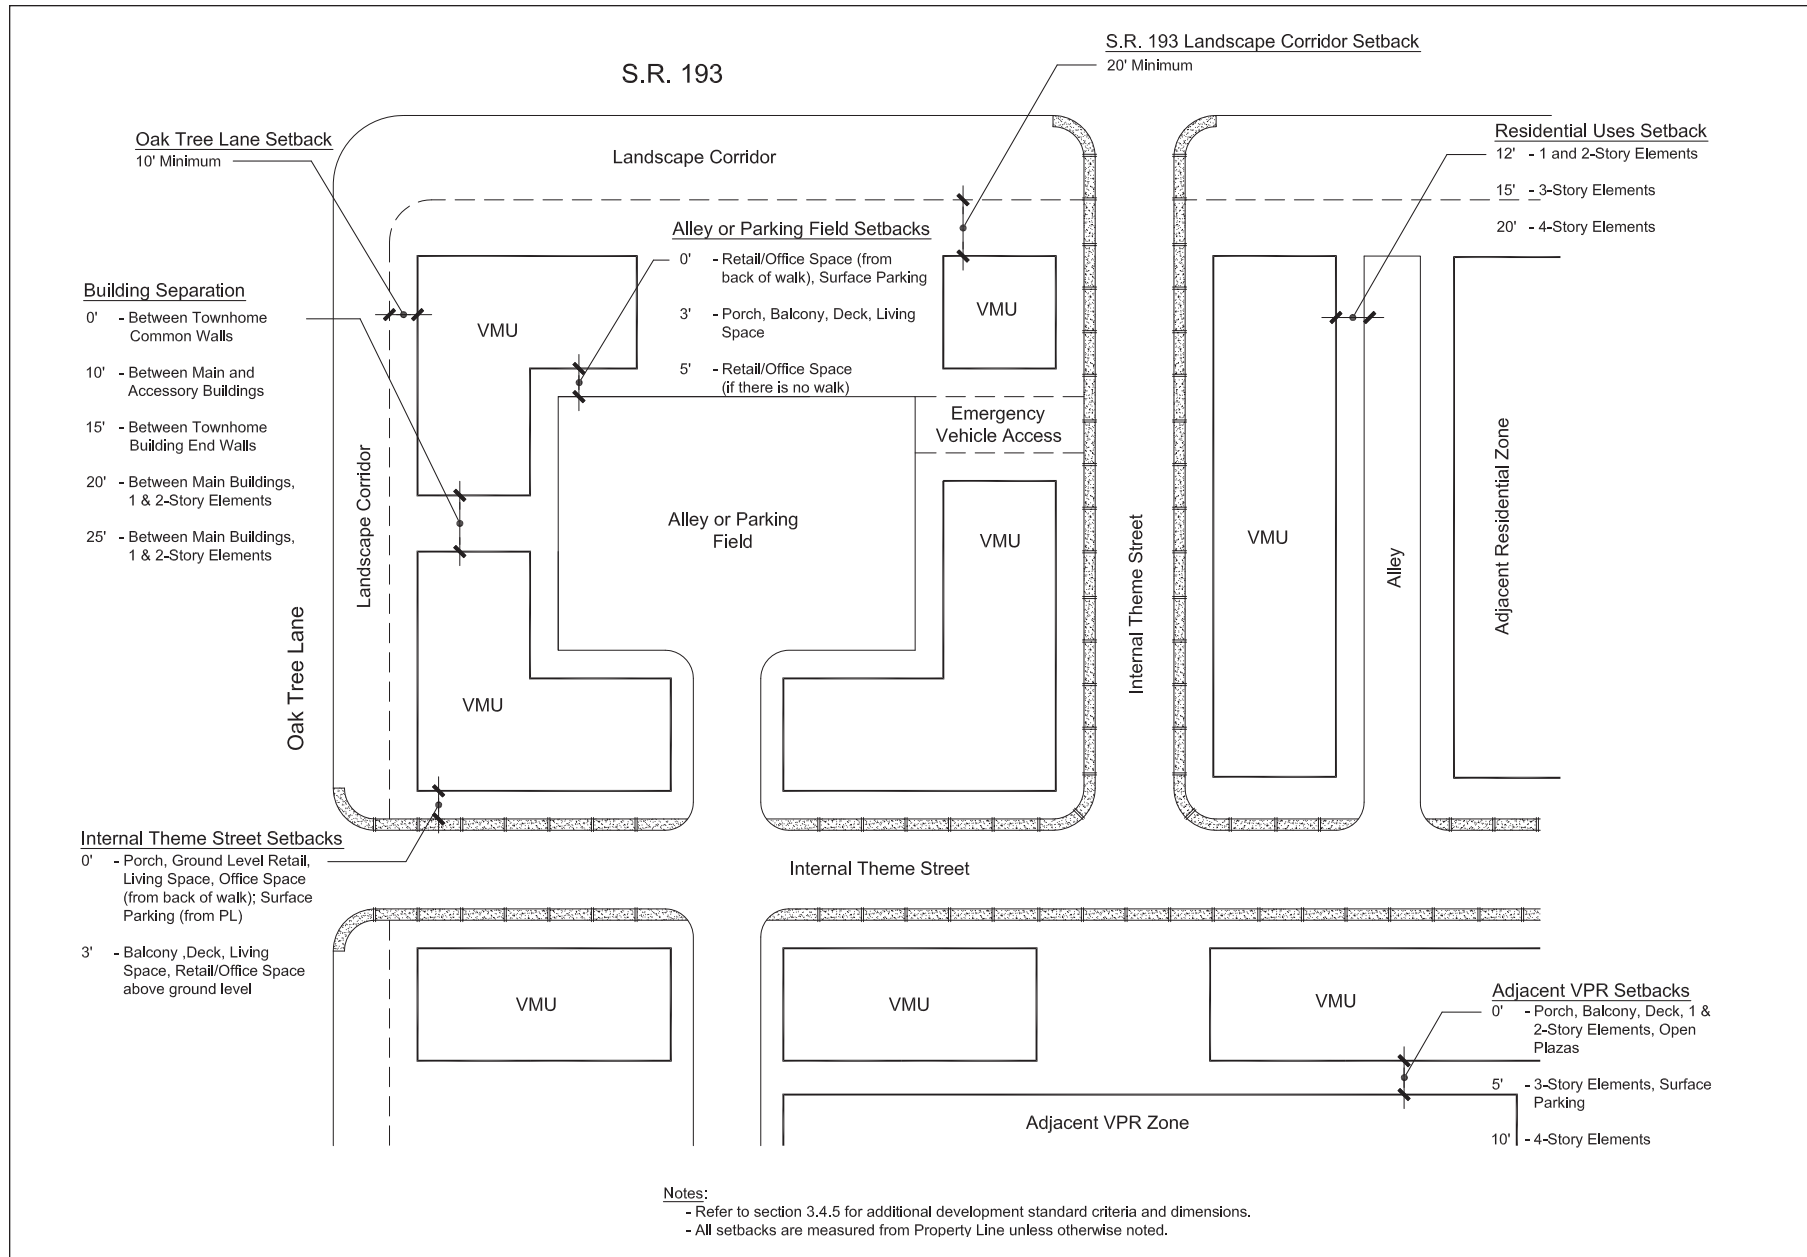 S.R. 193
S.R. 193 Landscape Corridor Setback
20' Minimum
Oak Tree Lane Setback
10' Minimum
Landscape Corridor
Residential Uses Setback
12' - 1 and 2-Story Elements
15' - 3-Story Elements
20' - 4-Story Elements
Alley or Parking Field Setbacks
0' - Retail/Office Space (from
back of walk), Surface Parking
3' - Porch, Balcony, Deck, Living
Space
5' - Retail/Office Space
(if there is no walk)
Building Separation
0' - Between Townhome
Common Walls
10' - Between Main and
Accessory Buildings
15' - Between Townhome
Building End Walls
20' - Between Main Buildings,
1 & 2-Story Elements
25' - Between Main Buildings,
1 & 2-Story Elements
VMU
VMU
Emergency
Vehicle Access
Landscape Corridor
Oak Tree Lane
Alley or Parking
Field
VMU
VMU
Internal Theme Street
VMU
Alley
Adjacent Residential Zone
Internal Theme Street Setbacks
0' - Porch, Ground Level Retail,
Living Space, Office Space
(from back of walk); Surface
Parking (from PL)
3' - Balcony ,Deck, Living
Space, Retail/Office Space
above ground level
Internal Theme Street
VMU
VMU
VMU
Adjacent VPR Setbacks
0' - Porch, Balcony, Deck, 1 &
2-Story Elements, Open
Plazas
5' - 3-Story Elements, Surface
Parking
10' - 4-Story Elements
Adjacent VPR Zone
Notes:
- Refer to section 3.4.5 for additional development standard criteria and dimensions.
- All setbacks are measured from Property Line unless otherwise noted.